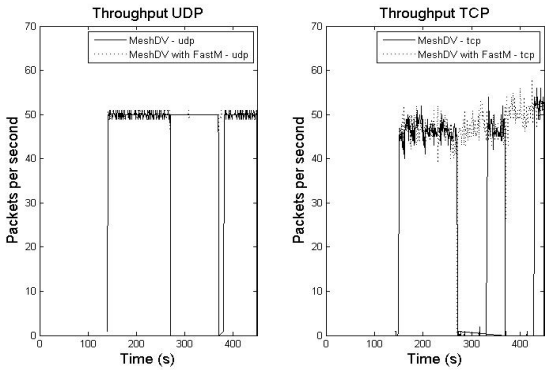 Throughput UDP
70
60
50
40
30
20
10
0
0
100
200
300
400
Packets per second
Time (s)
MeshDV - udp
MeshDV with FastM - udp
Throughput TCP
70
60
50
40
30
20
10
0
0
100
200
300
400
Packets per second
Time (s)
MeshDV - tcp
MeshDV with FastM - tcp